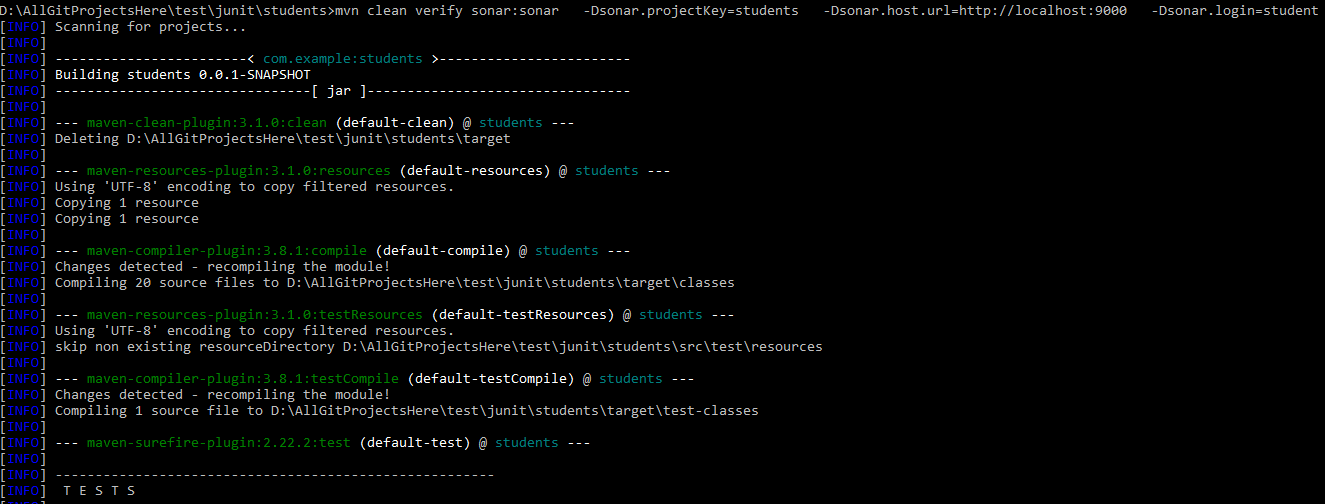 D:\AllGitProjectsHere\test\junit\students>mvn clean verify sonar:sonar   -Dsonar.projectKey=students   -Dsonar.host.url=http://localhost:9000   -Dsonar.login=student
[INFO] Scanning for projects...
[INFO]
[INFO] ------------------------< com.example:students >------------------------
[INFO] Building students 0.0.1-SNAPSHOT
[INFO] --------------------------------[ jar ]---------------------------------
[INFO]
[INFO] --- maven-clean-plugin:3.1.0:clean (default-clean) @ students ---
[INFO] Deleting D:\AllGitProjectsHere\test\junit\students\target
[INFO]
[INFO] --- maven-resources-plugin:3.1.0:resources (default-resources) @ students ---
[INFO] Using 'UTF-8' encoding to copy filtered resources.
[INFO] Copying 1 resource
[INFO] Copying 1 resource
[INFO]
[INFO] --- maven-compiler-plugin:3.8.1:compile (default-compile) @ students ---
[INFO] Changes detected - recompiling the module!
[INFO] Compiling 20 source files to D:\AllGitProjectsHere\test\junit\students\target\classes
[INFO]
[INFO] --- maven-resources-plugin:3.1.0:testResources (default-testResources) @ students ---
[INFO] Using 'UTF-8' encoding to copy filtered resources.
[INFO] skip non existing resourceDirectory D:\AllGitProjectsHere\test\junit\students\src\test\resources
[INFO]
[INFO] --- maven-compiler-plugin:3.8.1:testCompile (default-testCompile) @ students ---
[INFO] Changes detected - recompiling the module!
[INFO] Compiling 1 source file to D:\AllGitProjectsHere\test\junit\students\target\test-classes
[INFO]
[INFO] --- maven-surefire-plugin:2.22.2:test (default-test) @ students ---
[INFO]
[INFO] -------------------------------------------------------
[INFO]  T E S T S